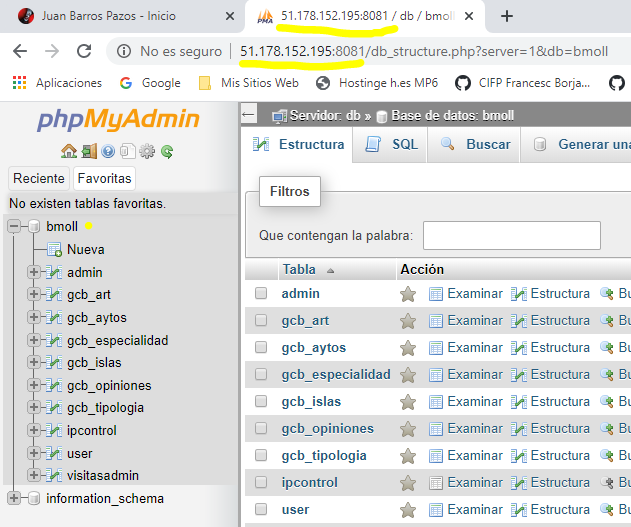 Juan Barros Pazos - Inicio
51.178.152.195:8081 / db / bmoll
No es seguro | 51.178.152.195:8081/db_structure.php?server=1&db=bmoll
Aplicaciones Google Mis Sitios Web Hostinge h.es MP6 CIFP Francesc Borja...
phpMyAdmin
Reciente Favoritas
No existen tablas favoritas.
bmoll
Nueva
admin
gcb_art
gcb_aytos
gcb_especialidad
gcb_islas
gcb_opiniones
gcb_tipologia
ipcontrol
user
visitasadmin
information_schema
Servidor: db » Base de datos: bmoll
Estructura SQL Buscar Generar una
Filtros
Que contengan la palabra:
Tabla Acción
admin Examinar Estructura Bu
gcb_art Examinar Estructura Bu
gcb_aytos Examinar Estructura Bu
gcb_especialidad Examinar Estructura Bu
gcb_islas Examinar Estructura Bu
gcb_opiniones Examinar Estructura Bu
gcb_tipologia Examinar Estructura Bu
ipcontrol Examinar Estructura Bu
user Examinar Estructura Bu